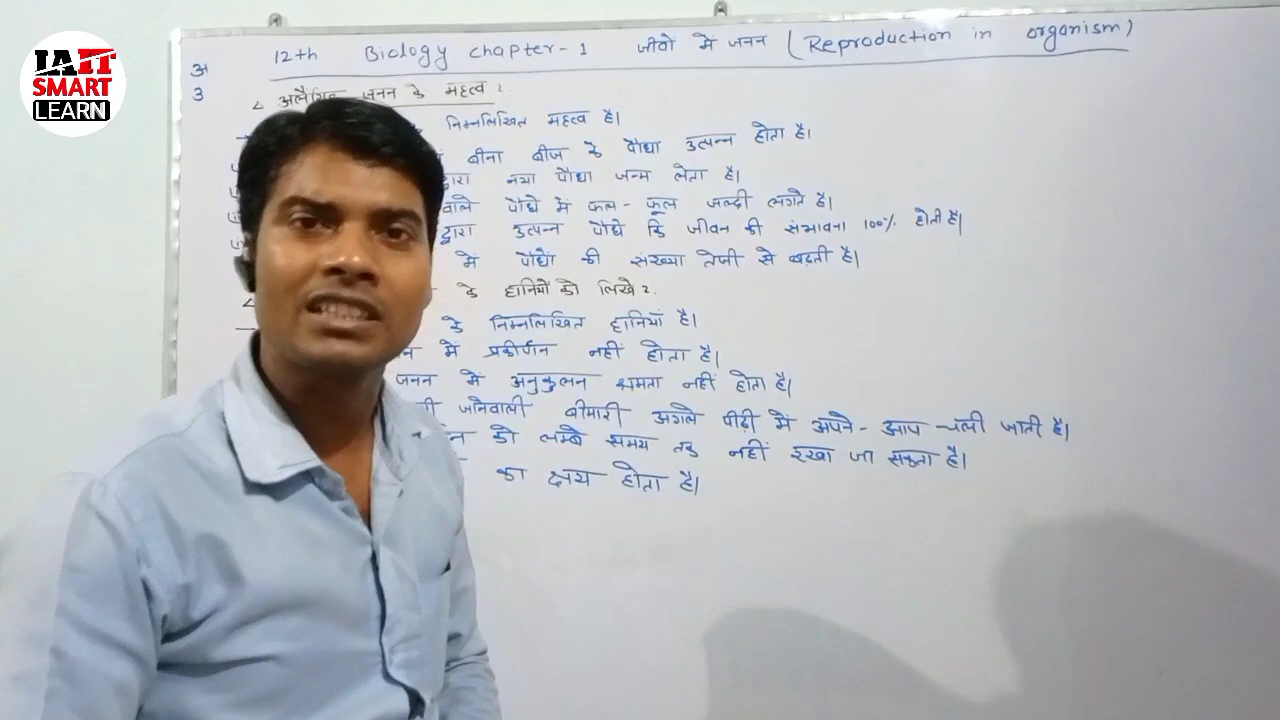 IAIT
SMART
LEARN
12th Biology chapter-1 जीवों में जनन (Reproduction in organism)
अ
3
जनन के महत्व ?
निम्नलिखित महत्व है।
बीना बीज के पौधा उत्पन्न होता है।
द्वारा नया पौधा जन्म लेता है।
वाले पौधे में फल-फूल जल्दी लगते है।
द्वारा उत्पन्न पौधे कि जीवन की संभावना 100% होती है।
में पौधों की संख्या तेजी से बढ़ती है।
के हानियों को लिखे ?
के निम्नलिखित हानियाँ है।
में प्रकीर्णन नहीं होता है।
जनन में अनुकुलन क्षमता नहीं होता है।
जानेवाली बीमारी अगले पीढ़ी में अपने-आप चली जाती है।
को लम्बे समय तक नहीं रखा जा सकता है।
का क्षय होता है।